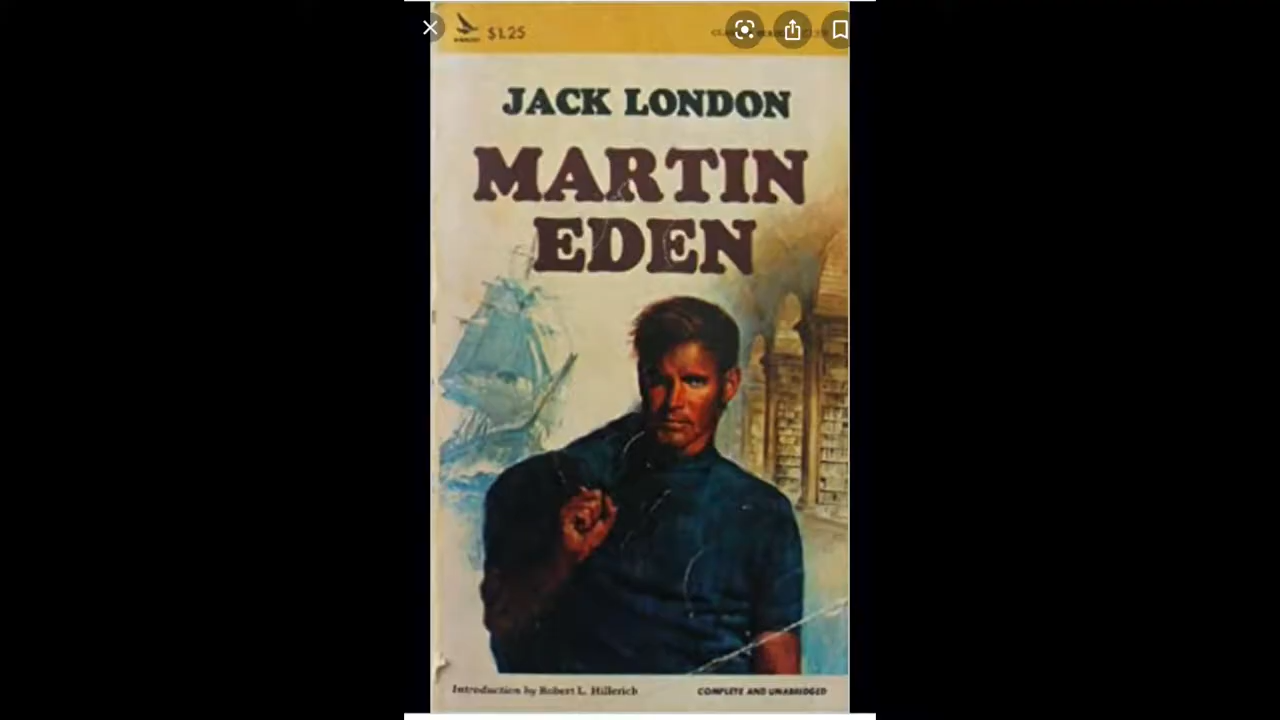 $1.25
JACK LONDON
MARTIN
EDEN
Introduction by Robert L. Hillerich
COMPLETE AND UNABRIDGED